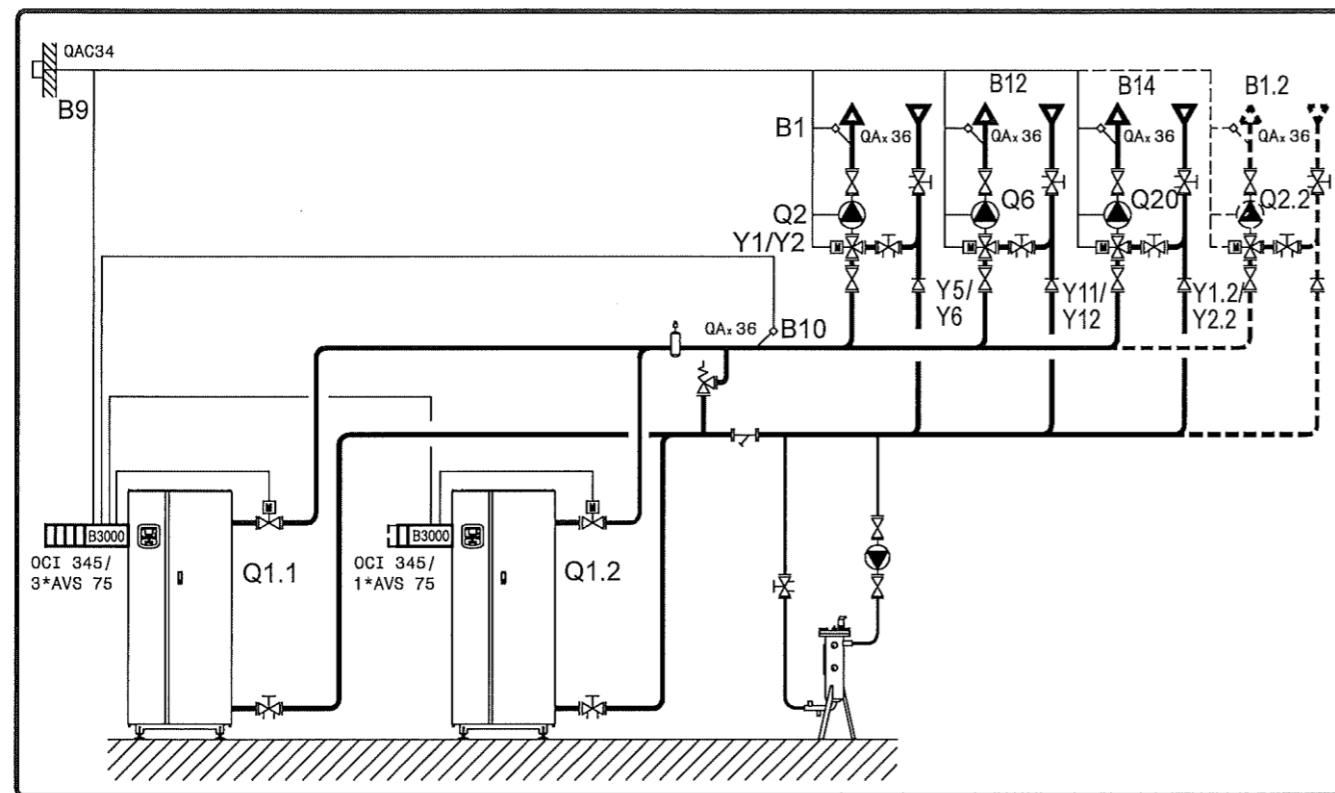 QAC34
B9
B12
B14
B1.2
B1
QAx 36
QAx 36
QAx 36
QAx 36
Q2
Q6
Q20
Q2.2
Y1/Y2
M
M
M
M
Y5/
Y6
Y11/
Y12
Y1.2/
Y2.2
QAx 36
B10
M
M
B3000
B3000
OCI 345/
3*AVS 75
Q1.1
OCI 345/
1*AVS 75
Q1.2